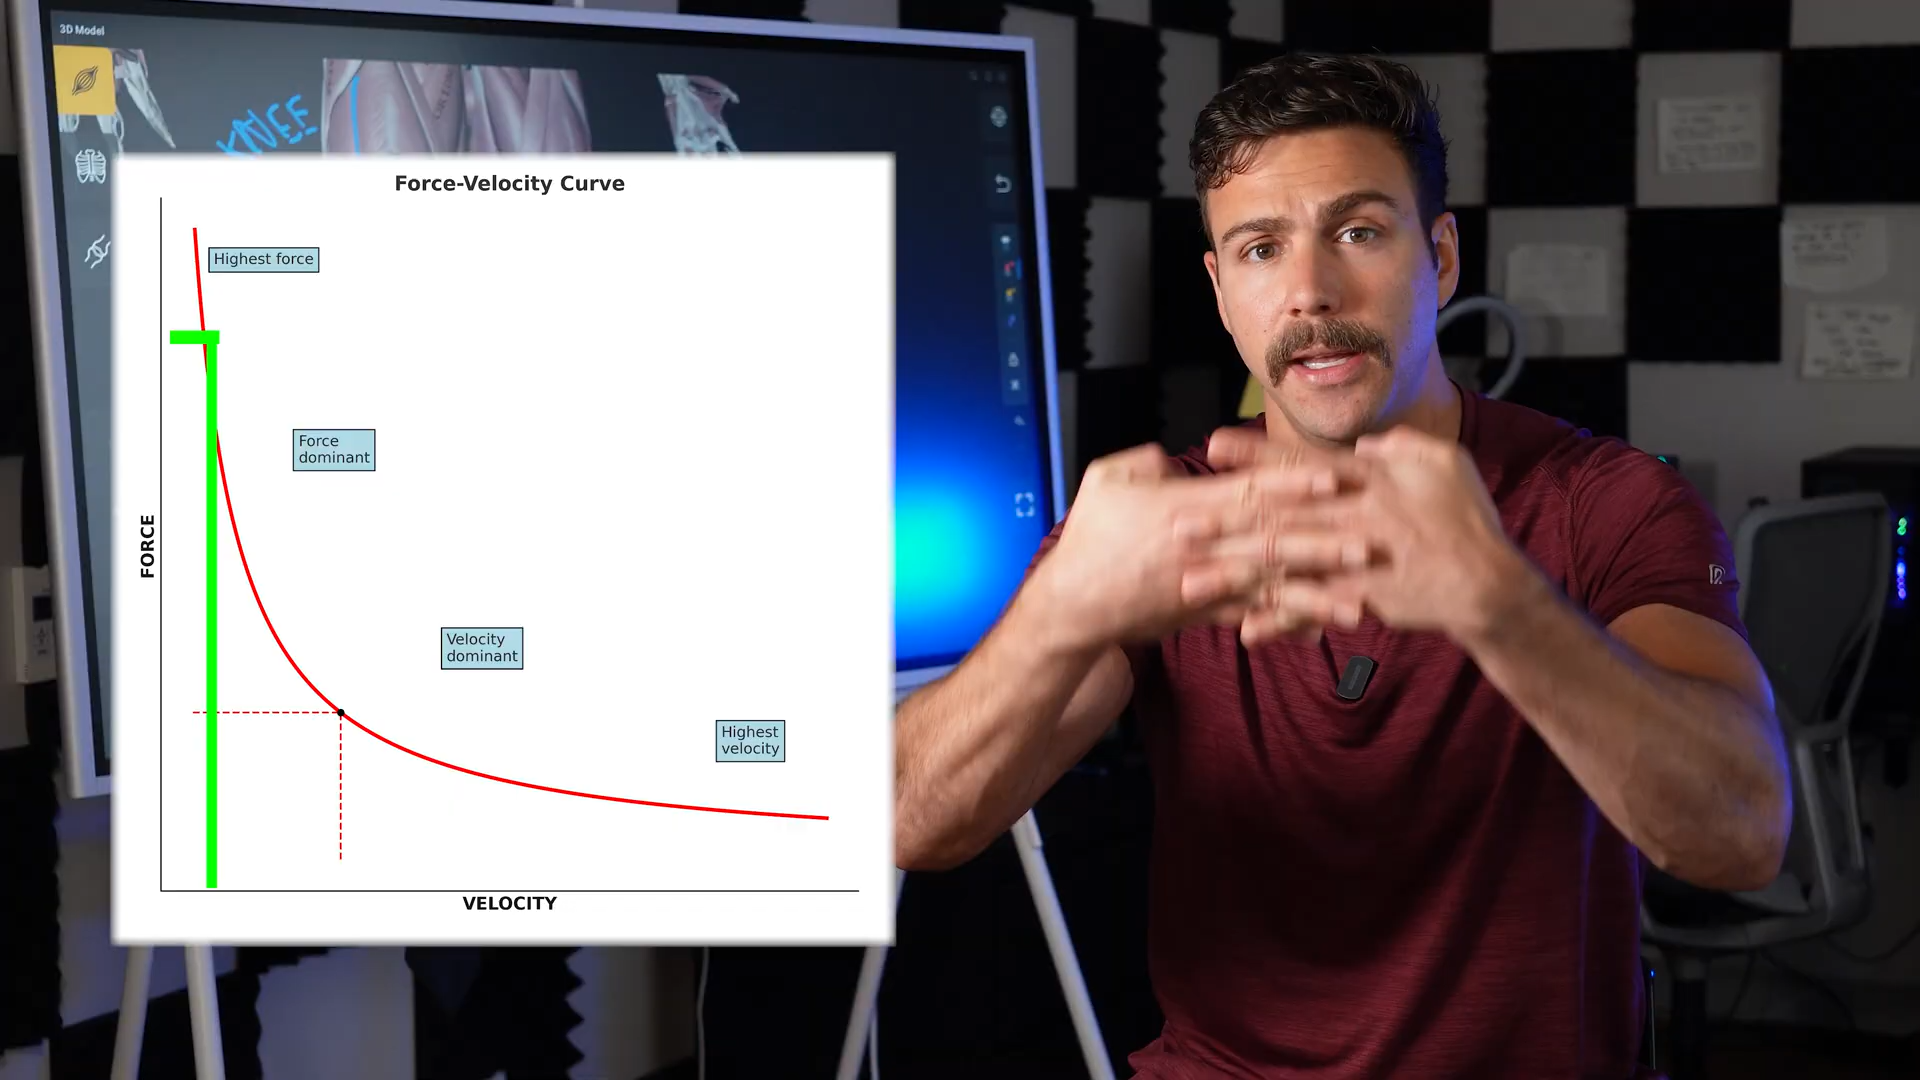 3D Model
KNEE
Force-Velocity Curve
Highest force
Force
dominant
Velocity
dominant
Highest
velocity
FORCE
VELOCITY